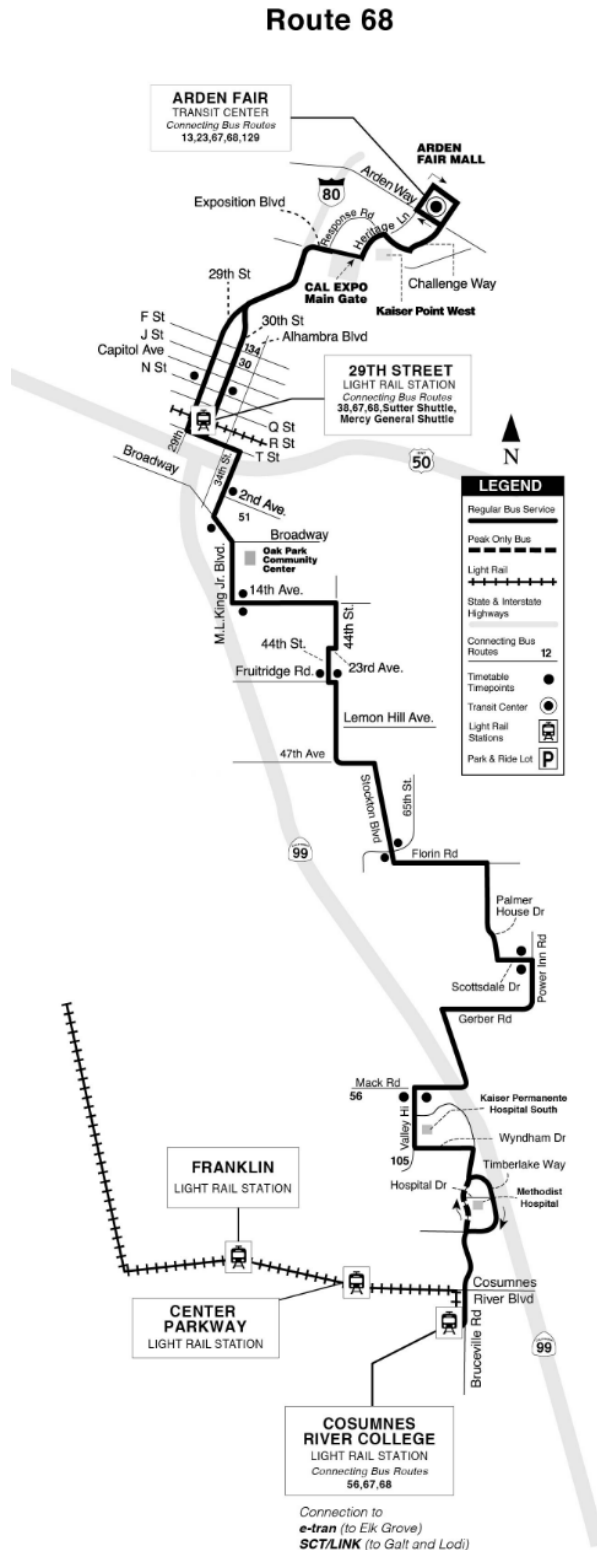 Route 68
ARDEN FAIR
TRANSIT CENTER
Connecting Bus Routes
13,23,67,68,129
ARDEN
FAIR MALL
Arden Way
80
Exposition Blvd
Response Rd
Heritage Ln
Challenge Way
CAL EXPO
Main Gate
Kaiser Point West
29th St
30th St
Alhambra Blvd
F St
J St
Capitol Ave
N St
134
30
29TH STREET
LIGHT RAIL STATION
Connecting Bus Routes
38,67,68,Sutter Shuttle,
Mercy General Shuttle
Q St
R St
T St
29th
34th St.
Broadway
50
N
2nd Ave.
51
Broadway
Oak Park
Community
Center
M.L.King Jr. Blvd.
14th Ave.
44th St.
44th St.
23rd Ave.
Fruitridge Rd.
Lemon Hill Ave.
47th Ave
Stockton Blvd
65th St.
Florin Rd
99
LEGEND
Regular Bus Service
Peak Only Bus
Light Rail
State & Interstate
Highways
Connecting Bus
Routes 12
Timetable
Timepoints
Transit Center
Light Rail
Stations
Park & Ride Lot P
Palmer
House Dr
Power Inn Rd
Scottsdale Dr
Gerber Rd
Mack Rd
56
Valley Hi
Kaiser Permanente
Hospital South
Wyndham Dr
105
Timberlake Way
Hospital Dr
Methodist
Hospital
FRANKLIN
LIGHT RAIL STATION
CENTER
PARKWAY
LIGHT RAIL STATION
Cosumnes
River Blvd
Bruceville Rd
99
COSUMNES
RIVER COLLEGE
LIGHT RAIL STATION
Connecting Bus Routes
56,67,68
Connection to
e-tran (to Elk Grove)
SCT/LINK (to Galt and Lodi)